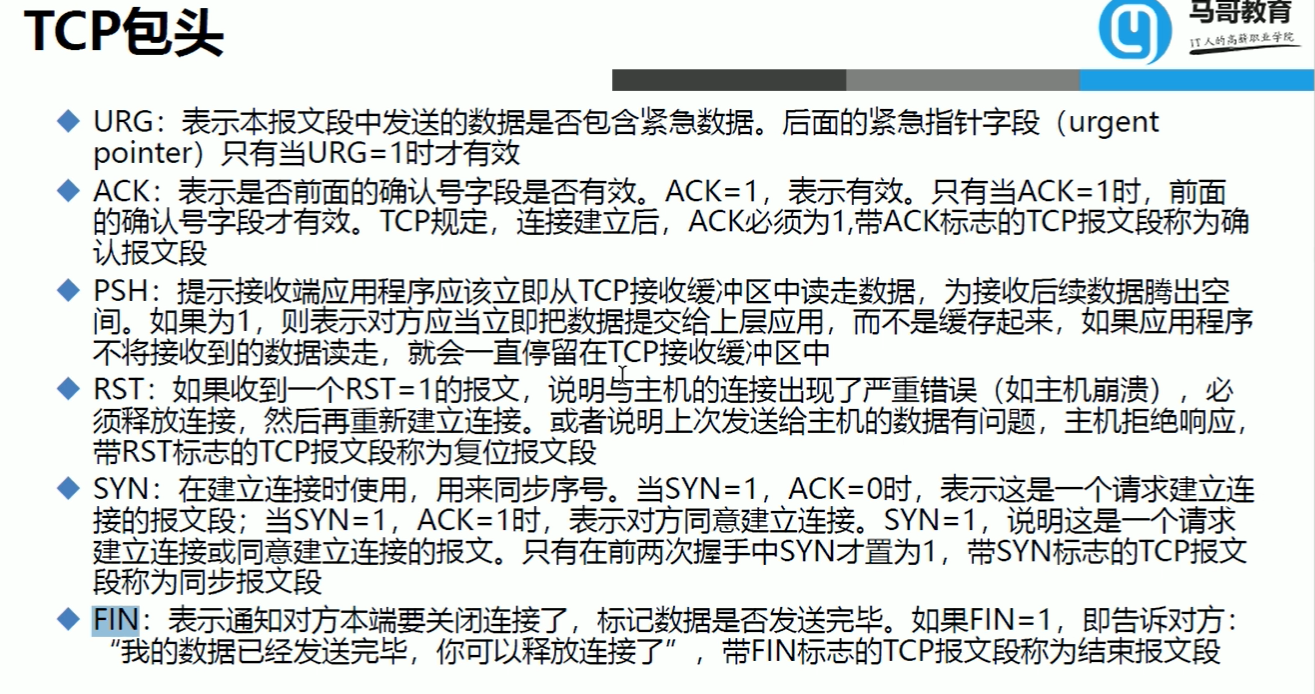 TCP包头
马哥教育
IT人的高薪职业学院
URG：表示本报文段中发送的数据是否包含紧急数据。后面的紧急指针字段（urgent
pointer）只有当URG=1时才有效
ACK：表示是否前面的确认号字段是否有效。ACK=1，表示有效。只有当ACK=1时，前面
的确认号字段才有效。TCP规定，连接建立后，ACK必须为1,带ACK标志的TCP报文段称为确
认报文段
PSH：提示接收端应用程序应该立即从TCP接收缓冲区中读走数据，为接收后续数据腾出空
间。如果为1，则表示对方应当立即把数据提交给上层应用，而不是缓存起来，如果应用程序
不将接收到的数据读走，就会一直停留在TCP接收缓冲区中
RST：如果收到一个RST=1的报文，说明与主机的连接出现了严重错误（如主机崩溃），必
须释放连接，然后再重新建立连接。或者说明上次发送给主机的数据有问题，主机拒绝响应，
带RST标志的TCP报文段称为复位报文段
SYN：在建立连接时使用，用来同步序号。当SYN=1，ACK=0时，表示这是一个请求建立连
接的报文段；当SYN=1，ACK=1时，表示对方同意建立连接。SYN=1，说明这是一个请求
建立连接或同意建立连接的报文。只有在前两次握手中SYN才置为1，带SYN标志的TCP报文
段称为同步报文段
FIN：表示通知对方本端要关闭连接了，标记数据是否发送完毕。如果FIN=1，即告诉对方：
“我的数据已经发送完毕，你可以释放连接了”，带FIN标志的TCP报文段称为结束报文段